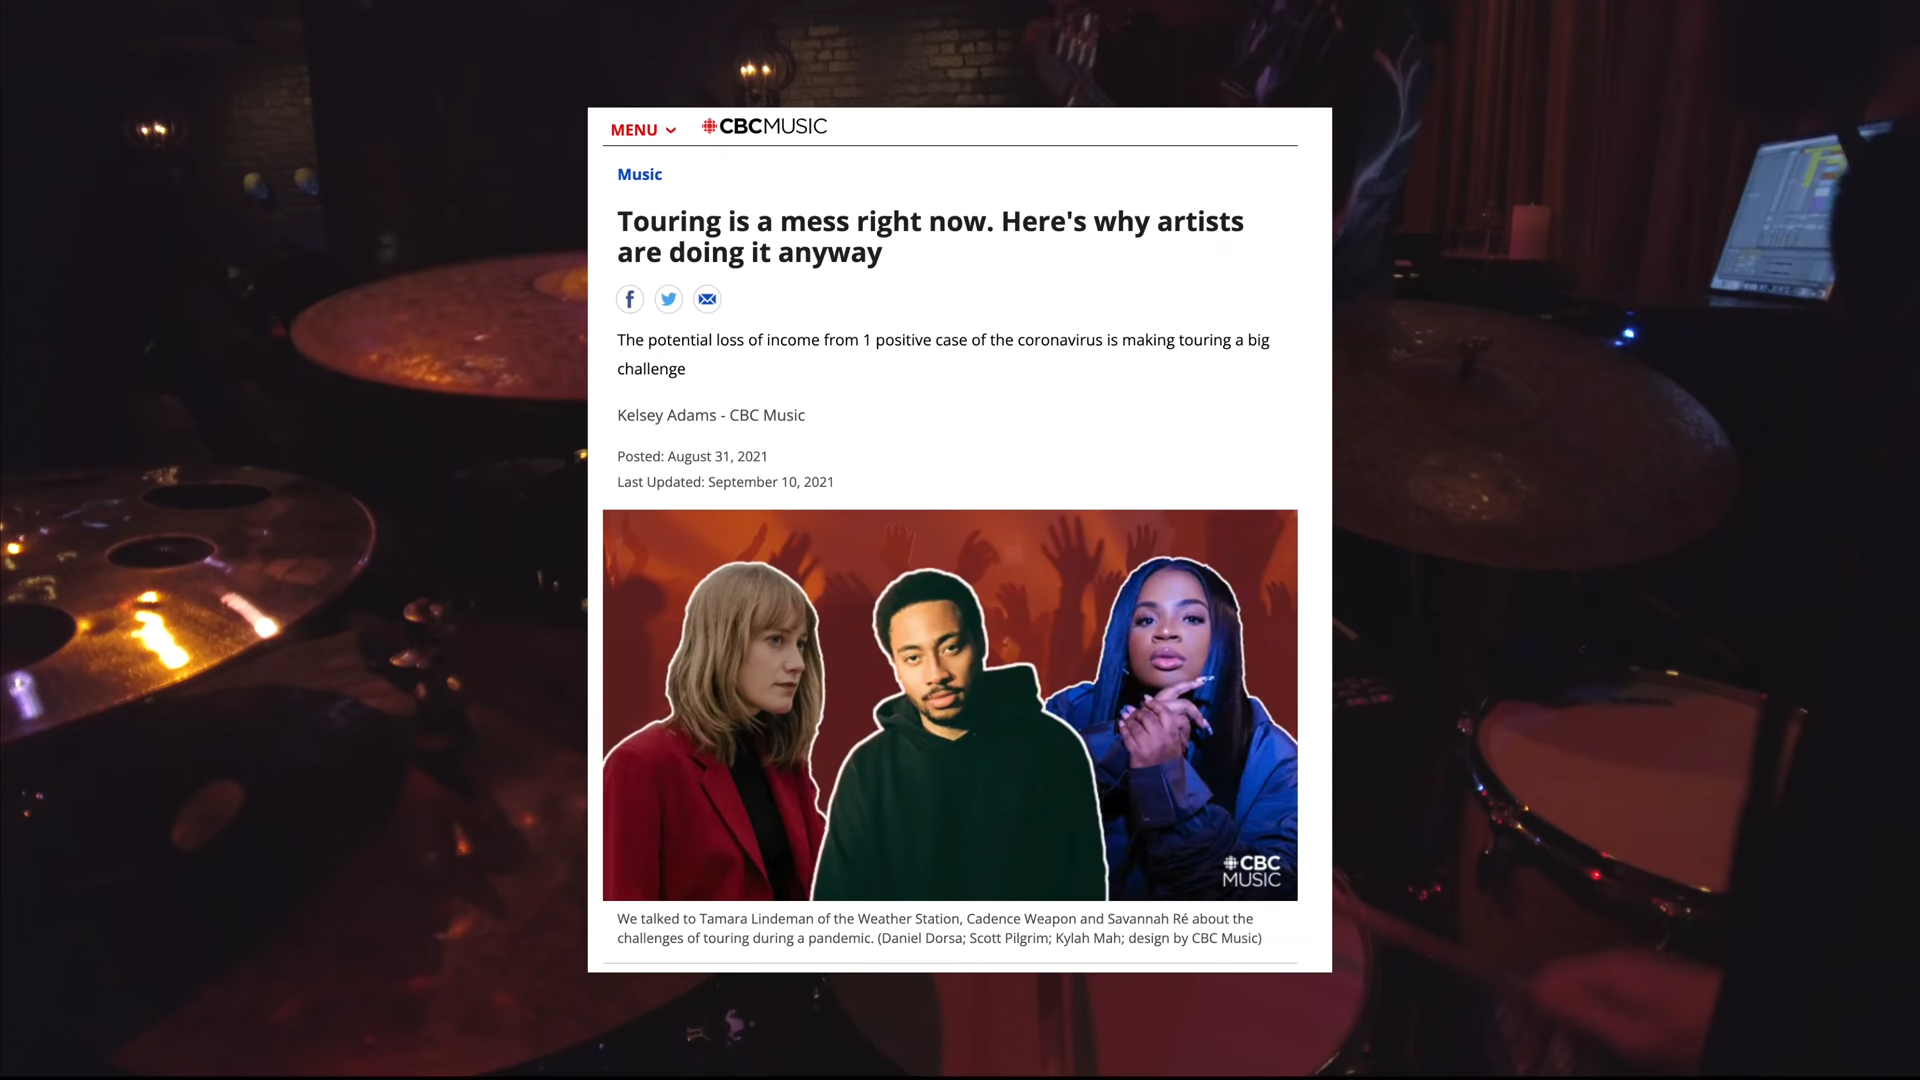 MENU CBCMUSIC
Music
Touring is a mess right now. Here's why artists
are doing it anyway
The potential loss of income from 1 positive case of the coronavirus is making touring a big
challenge
Kelsey Adams - CBC Music
Posted: August 31, 2021
Last Updated: September 10, 2021
CBC
MUSIC
We talked to Tamara Lindeman of the Weather Station, Cadence Weapon and Savannah Ré about the
challenges of touring during a pandemic. (Daniel Dorsa; Scott Pilgrim; Kylah Mah; design by CBC Music)